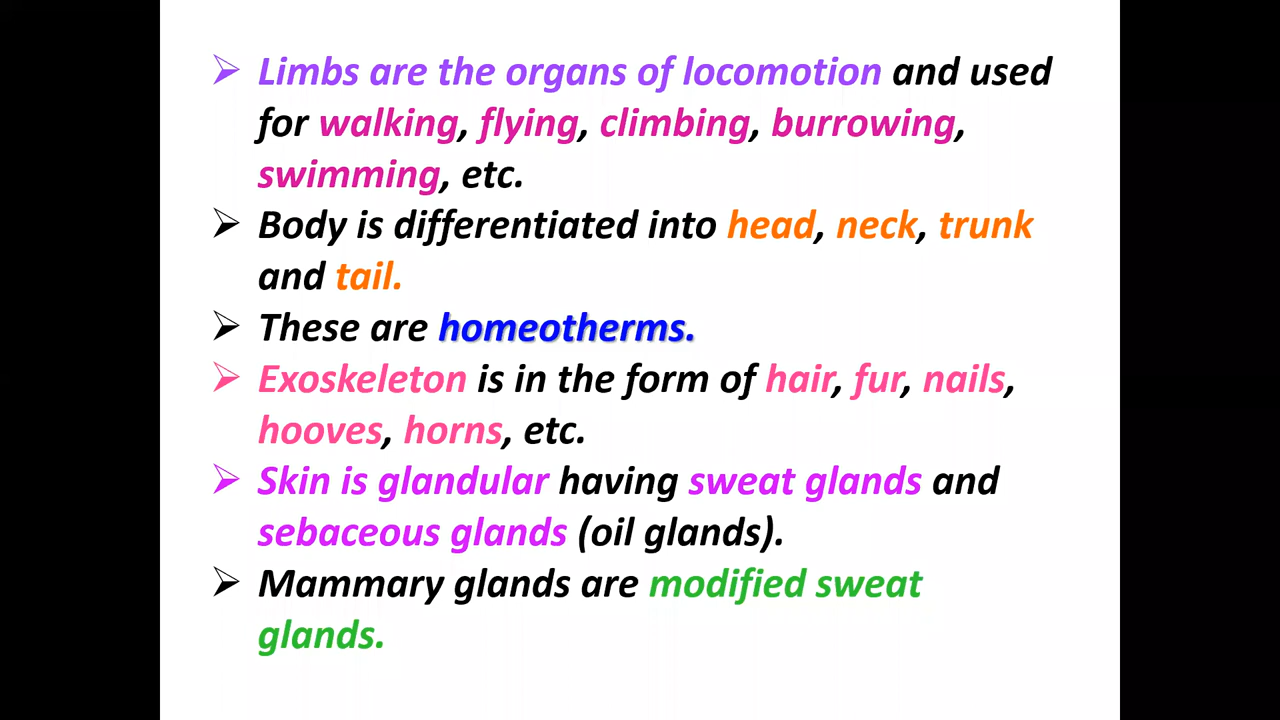 ➢ Limbs are the organs of locomotion and used
for walking, flying, climbing, burrowing,
swimming, etc.
➢ Body is differentiated into head, neck, trunk
and tail.
➢ These are homeotherms.
➢ Exoskeleton is in the form of hair, fur, nails,
hooves, horns, etc.
➢ Skin is glandular having sweat glands and
sebaceous glands (oil glands).
➢ Mammary glands are modified sweat
glands.